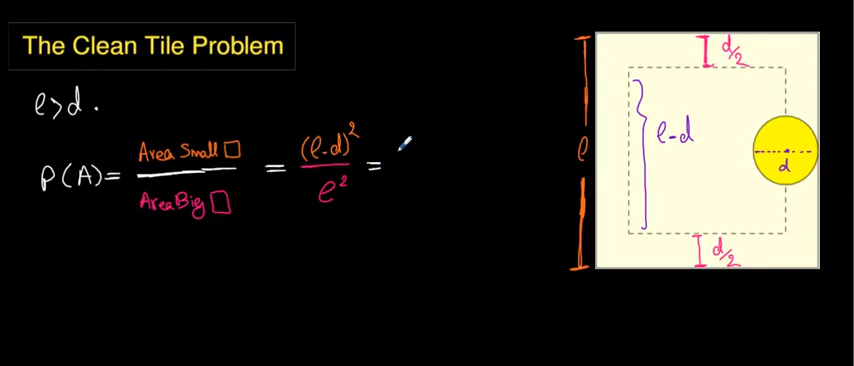 The Clean Tile Problem
l>d.
P(A) = Area Small □ / Area Big □ = (l-d)² / l² =
d/2
l
l-d
d
d/2